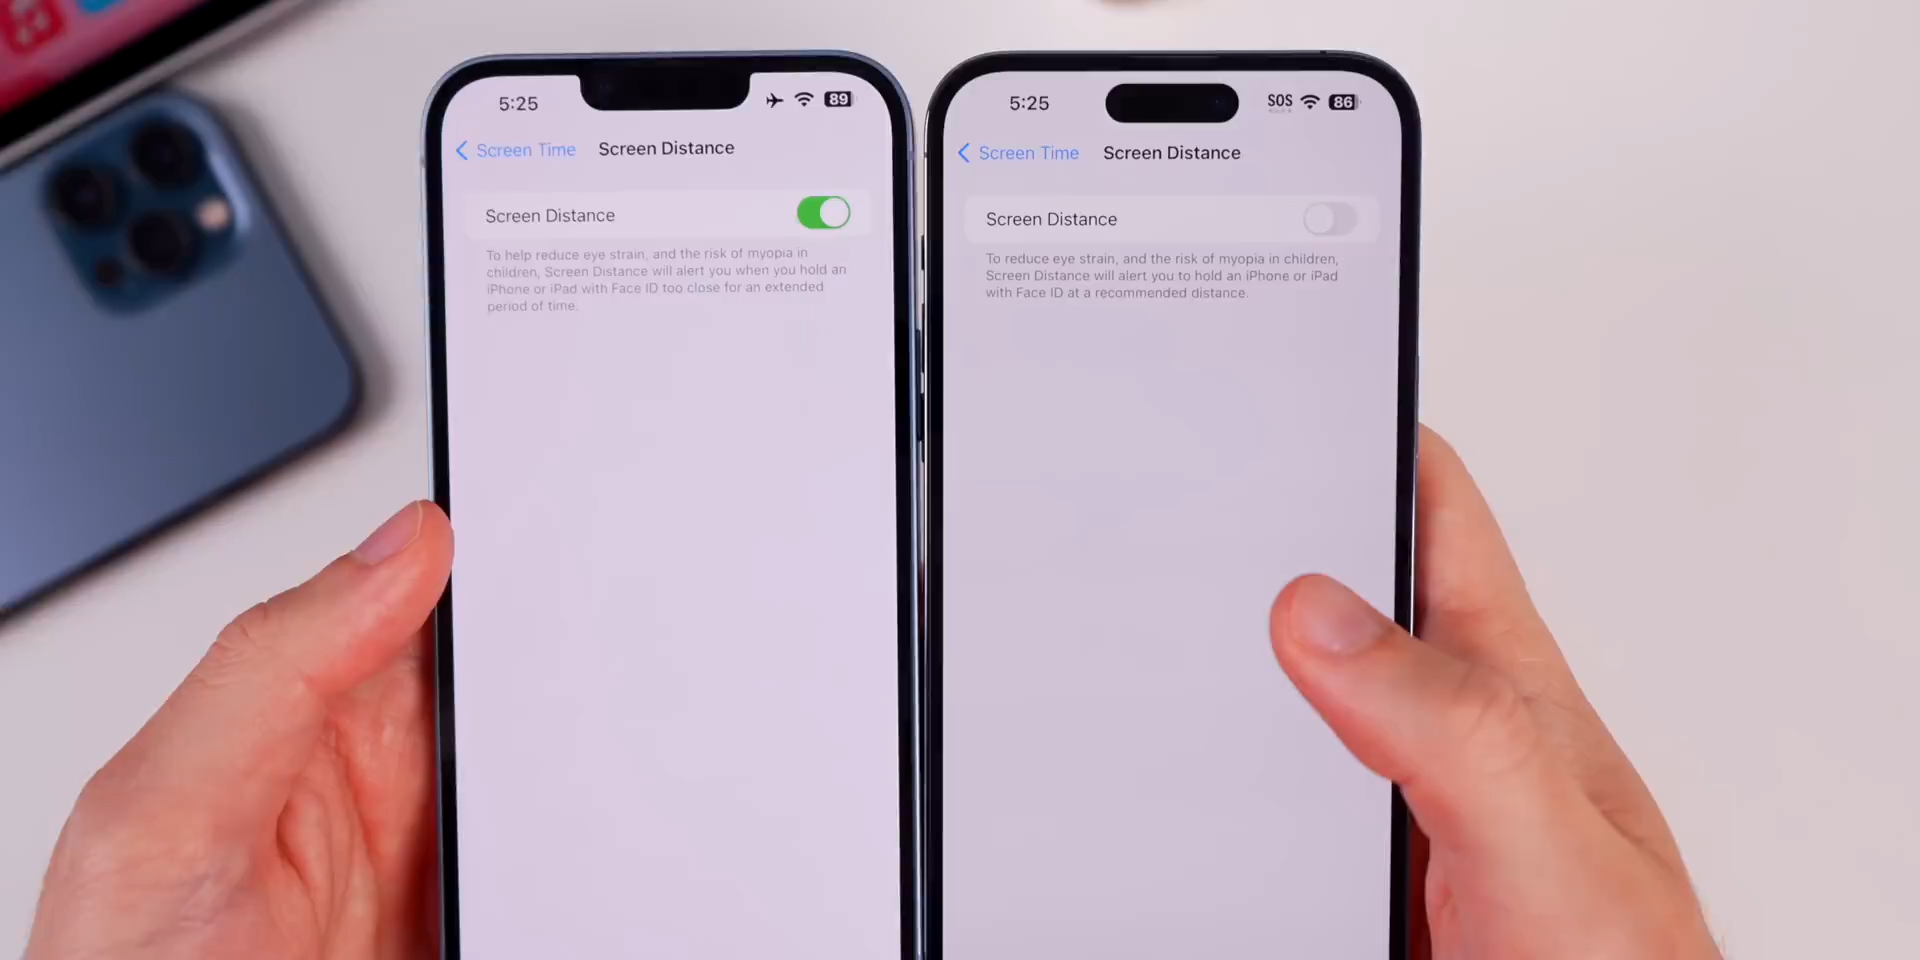 5:25
89
Screen Time
Screen Distance
Screen Distance
To help reduce eye strain, and the risk of myopia in
children, Screen Distance will alert you when you hold an
iPhone or iPad with Face ID too close for an extended
period of time.
5:25
SOS
86
Screen Time
Screen Distance
Screen Distance
To reduce eye strain, and the risk of myopia in children,
Screen Distance will alert you to hold an iPhone or iPad
with Face ID at a recommended distance.